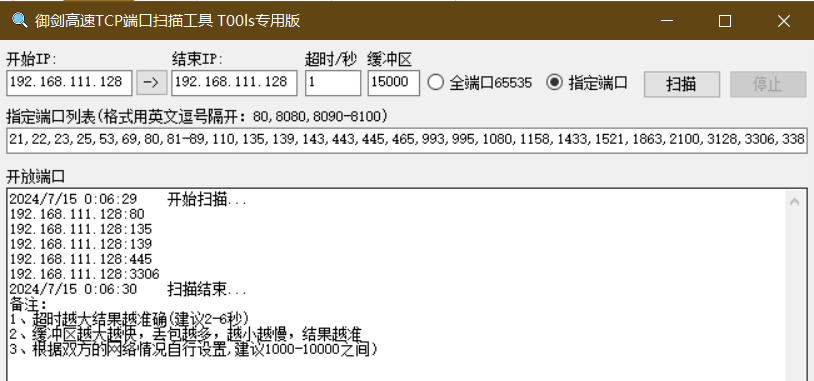 御剑高速TCP端口扫描工具 T00ls专用版
开始IP: 结束IP: 超时/秒 缓冲区
192.168.111.128 -> 192.168.111.128 1 15000 全端口65535 指定端口 扫描 停止
指定端口列表(格式用英文逗号隔开: 80,8080,8090-8100)
21,22,23,25,53,69,80,81-89,110,135,139,143,443,445,465,993,995,1080,1158,1433,1521,1863,2100,3128,3306,338
开放端口
2024/7/15 0:06:29 开始扫描...
192.168.111.128:80
192.168.111.128:135
192.168.111.128:139
192.168.111.128:445
192.168.111.128:3306
2024/7/15 0:06:30 扫描结束...
备注:
1、超时越大结果越准确(建议2-6秒)
2、缓冲区越大越快，丢包越多，越小越慢，结果越准
3、根据双方的网络情况自行设置,建议1000-10000之间)